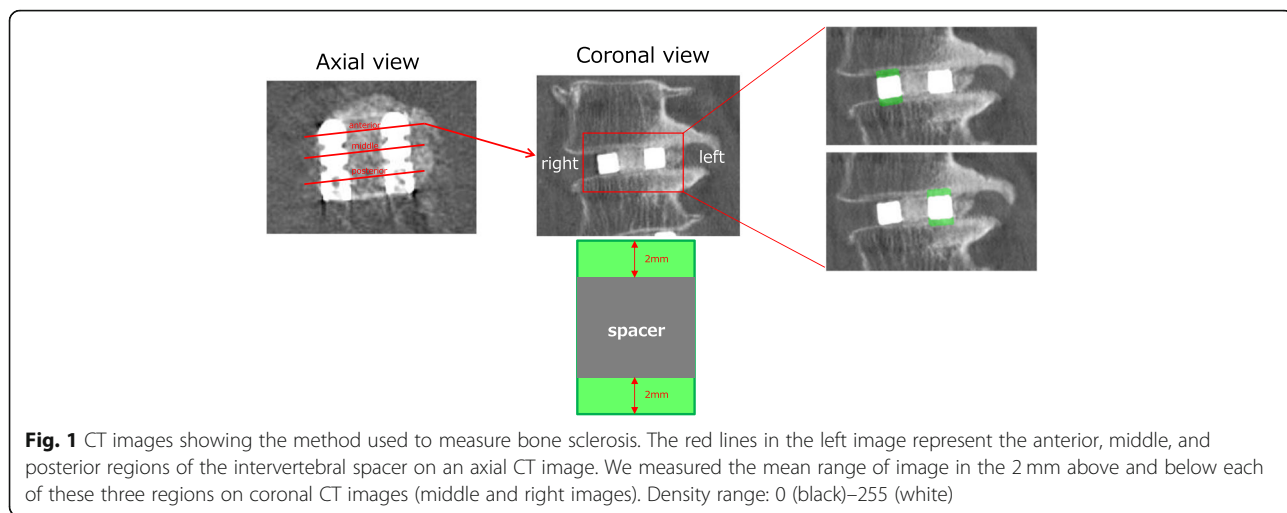 Axial view
Coronal view
anterior
middle
posterior
right
left
2mm
spacer
2mm
Fig. 1 CT images showing the method used to measure bone sclerosis. The red lines in the left image represent the anterior, middle, and
posterior regions of the intervertebral spacer on an axial CT image. We measured the mean range of image in the 2 mm above and below each
of these three regions on coronal CT images (middle and right images). Density range: 0 (black)–255 (white)